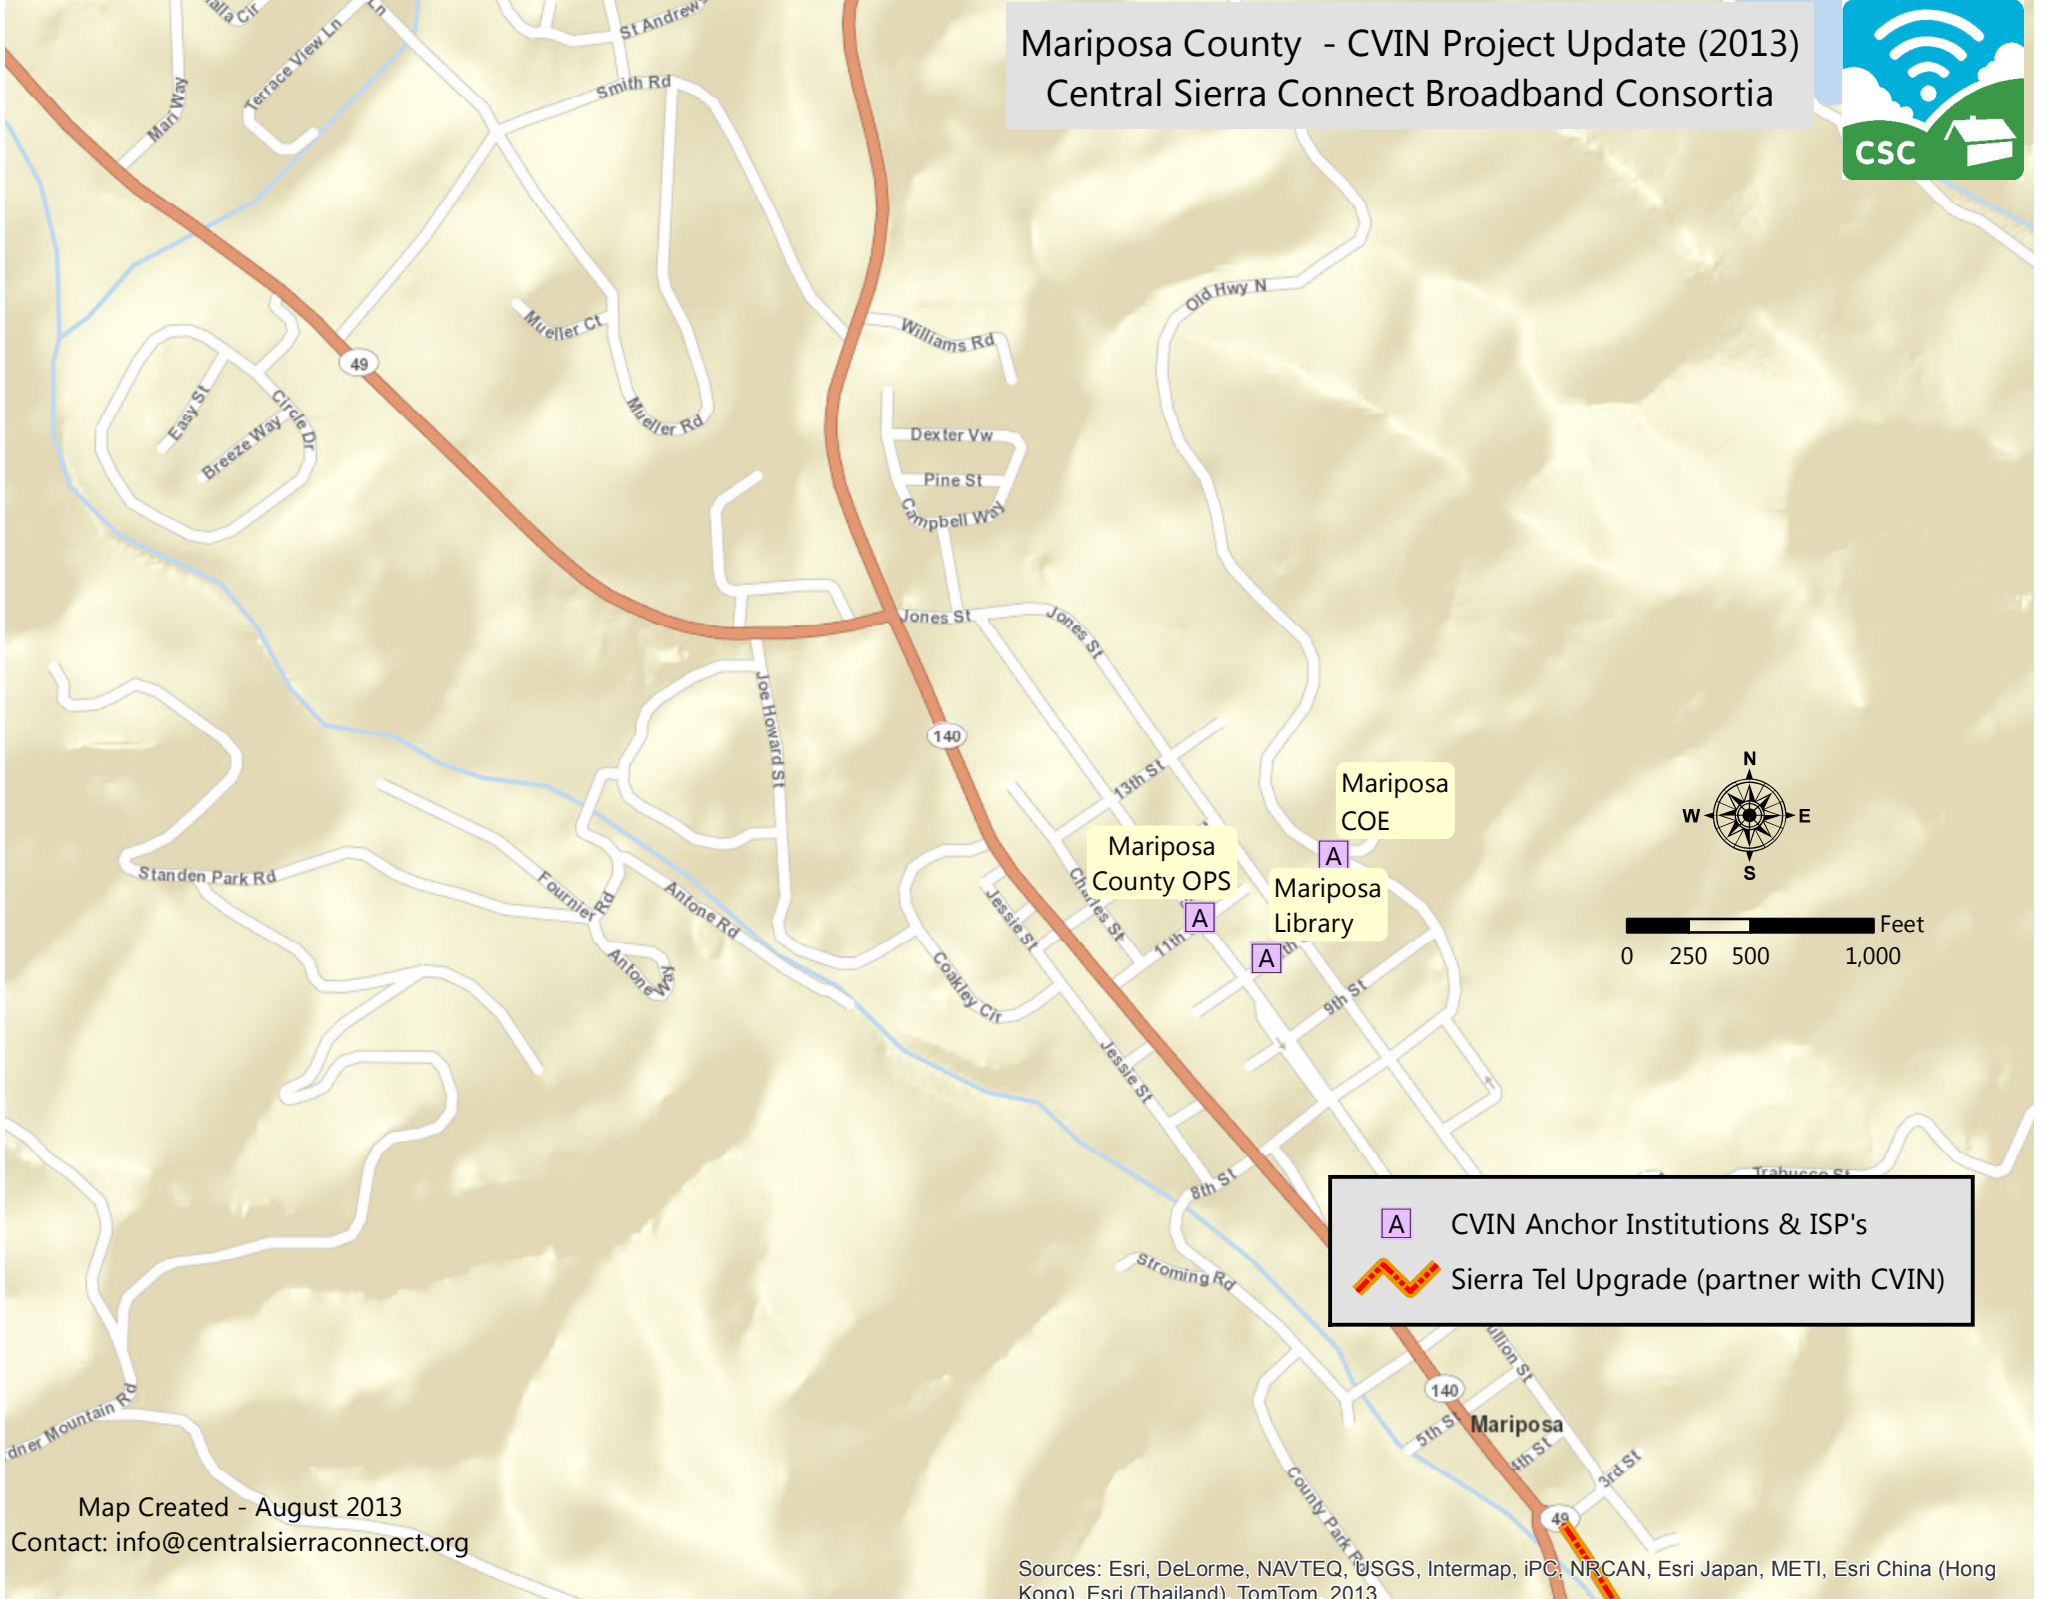 Mariposa County - CVIN Project Update (2013)
Central Sierra Connect Broadband Consortia
CSC
St Andrew
Terrace View Ln
Ln
Mari Way
Smith Rd
Old Hwy N
Mueller Ct
Williams Rd
49
Easy St
Circle Dr
Breeze Way
Mueller Rd
Dexter Vw
Pine St
Campbell Way
Jones St
Jones St
Joe Howard St
140
13th St
Mariposa
COE
A
Mariposa
County OPS
A
Mariposa
Library
A
N
W
E
S
Feet
0 250 500 1,000
Standen Park Rd
Fournier Rd
Antone Rd
Antone Way
Jessie St
Charles St
11th
Coakley Cir
9th St
Jessie St
8th St
Trabucco St
A CVIN Anchor Institutions & ISP's
Sierra Tel Upgrade (partner with CVIN)
Stroming Rd
140
Mariposa
5th St
4th St
3rd St
49
County Park R
Mountain Rd
Map Created - August 2013
Contact: info@centralsierraconnect.org
Sources: Esri, DeLorme, NAVTEQ, USGS, Intermap, iPC, NRCAN, Esri Japan, METI, Esri China (Hong
Kong), Esri (Thailand), TomTom, 2013